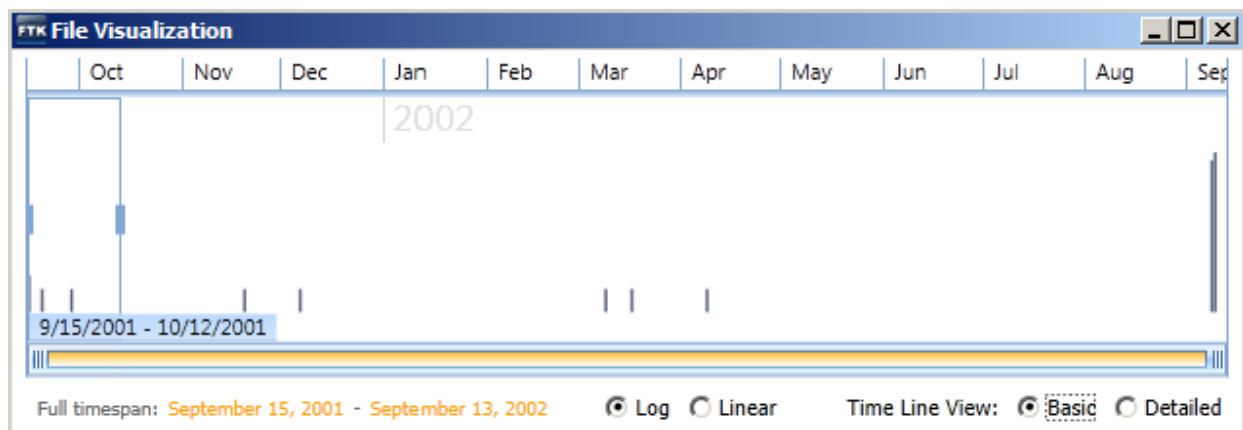 FTK File Visualization
Oct Nov Dec Jan Feb Mar Apr May Jun Jul Aug Sep
2002
9/15/2001 - 10/12/2001
Full timespan: September 15, 2001 - September 13, 2002 Log Linear Time Line View: Basic Detailed